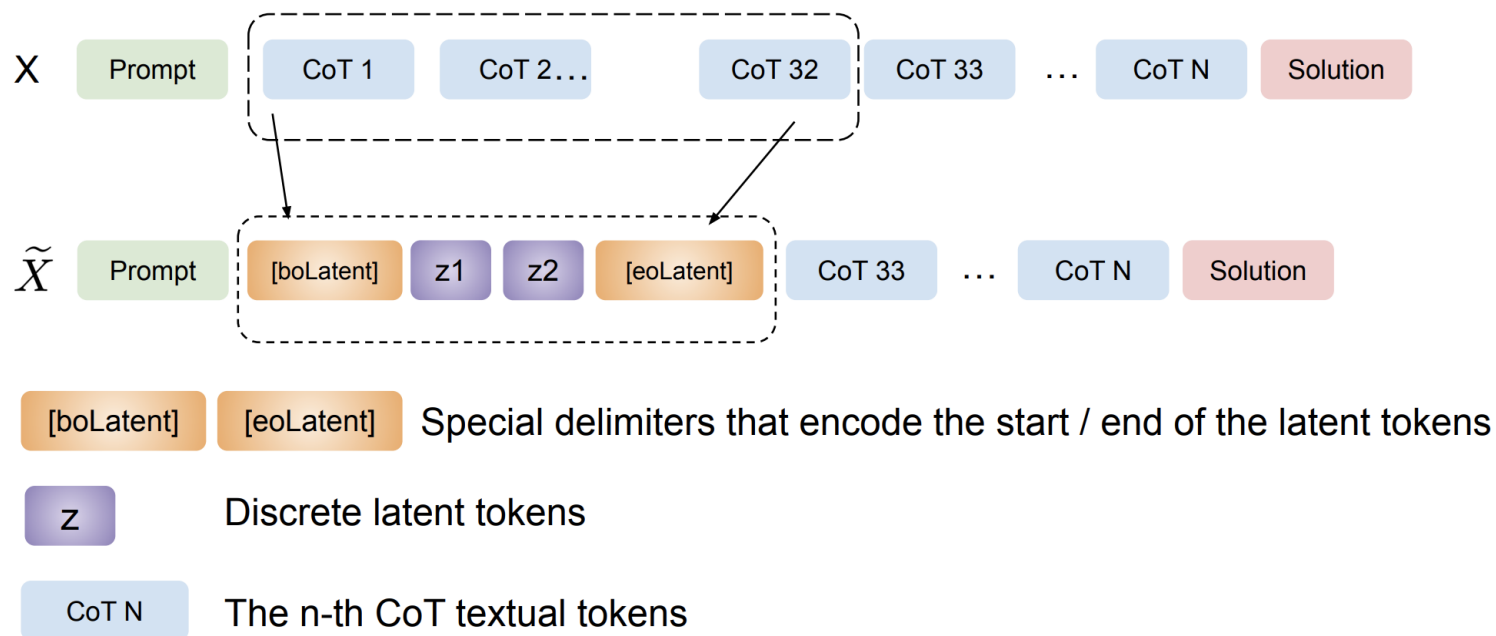 X Prompt CoT 1 CoT 2... CoT 32 CoT 33 ... CoT N Solution
X̃ Prompt [boLatent] z1 z2 [eoLatent] CoT 33 ... CoT N Solution
[boLatent] [eoLatent] Special delimiters that encode the start / end of the latent tokens
z Discrete latent tokens
CoT N The n-th CoT textual tokens